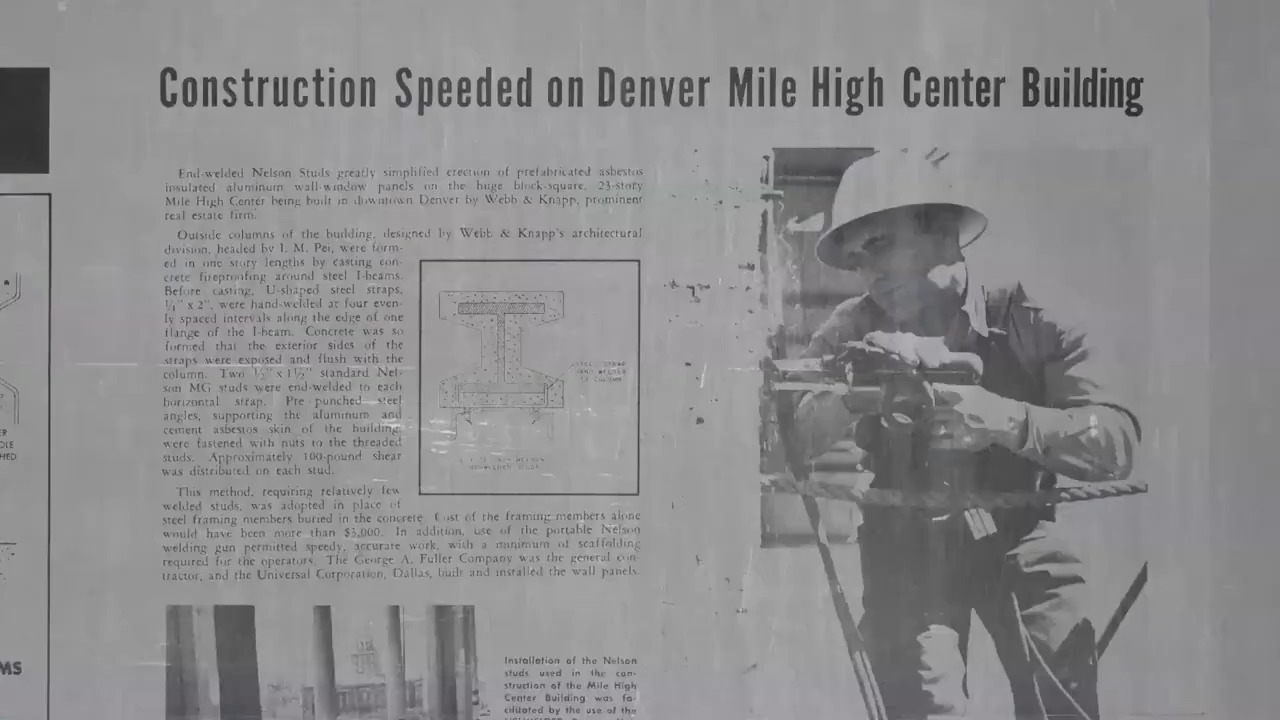 Construction Speeded on Denver Mile High Center Building
End-welded Nelson Studs greatly simplified erection of prefabricated asbestos
insulated aluminum wall-window panels on the huge block-square, 23-story
Mile High Center being built in downtown Denver by Webb & Knapp, prominent
real estate firm.
Outside columns of the building, designed by Webb & Knapp's architectural
division, headed by I. M. Pei, were form-
ed in one story lengths by casting con-
crete fireproofing around steel I-beams.
Before casting, U-shaped steel straps,
x 2", were hand-welded at four even-
ly spaced intervals along the edge of one
flange of the I-beam. Concrete was so
formed that the exterior sides of the
straps were exposed and flush with the
column. Two ½" x 1½" standard Nel-
son MG studs were end-welded to each
horizontal strap. Pre punched steel
angles, supporting the aluminum and
cement asbestos skin of the building
were fastened with nuts to the threaded
studs. Approximately 100-pound shear
was distributed on each stud.
STRAP
TO COLUMN
This method, requiring relatively few
welded studs, was adopted in place of
steel framing members buried in the concrete. Cost of the framing members alone
would have been more than $3,000. In addition, use of the portable Nelson
welding gun permitted speedy, accurate work, with a minimum of scaffolding
required for the operators. The George A. Fuller Company was the general con-
tractor, and the Universal Corporation, Dallas, built and installed the wall panels.
Installation of the Nelson
studs used in the con-
struction of the Mile High
Center Building was fa-
cilitated by the use of the
ER
OLE
HED
MS